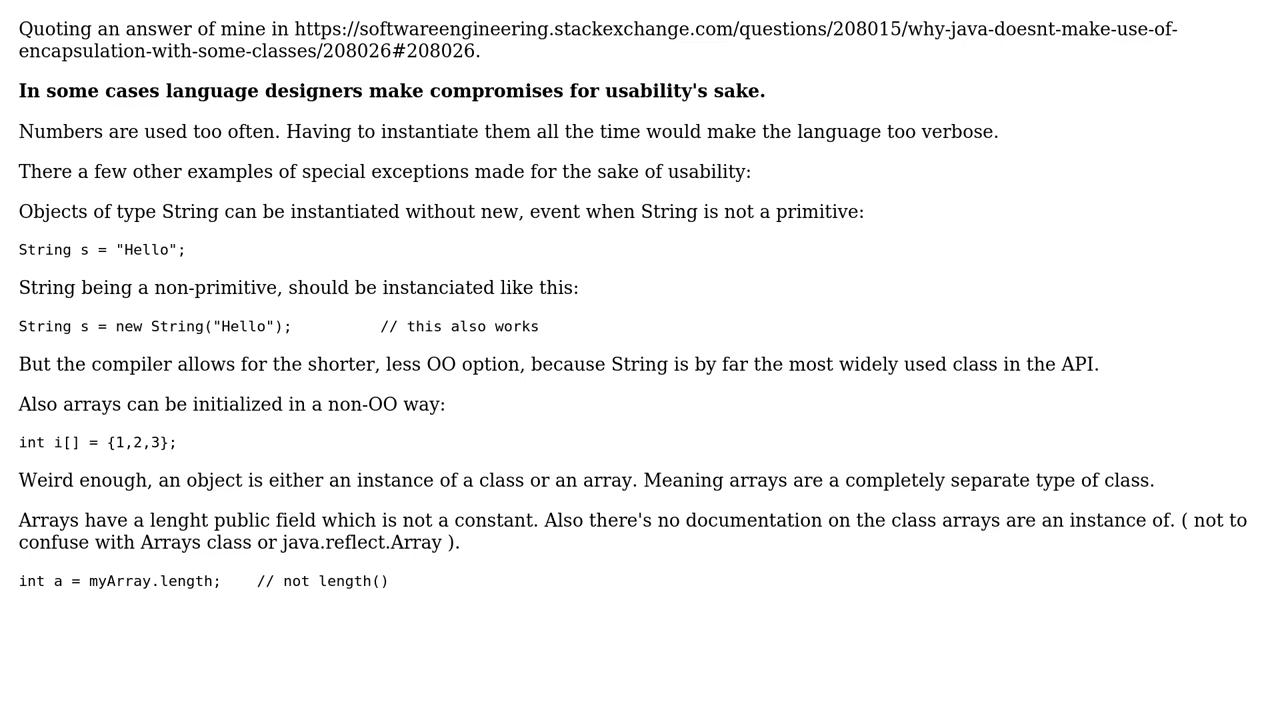 Quoting an answer of mine in https://softwareengineering.stackexchange.com/questions/208015/why-java-doesnt-make-use-of-
encapsulation-with-some-classes/208026#208026.
In some cases language designers make compromises for usability's sake.
Numbers are used too often. Having to instantiate them all the time would make the language too verbose.
There a few other examples of special exceptions made for the sake of usability:
Objects of type String can be instantiated without new, event when String is not a primitive:
String s = "Hello";
String being a non-primitive, should be instanciated like this:
String s = new String("Hello");          // this also works
But the compiler allows for the shorter, less OO option, because String is by far the most widely used class in the API.
Also arrays can be initialized in a non-OO way:
int i[] = {1,2,3};
Weird enough, an object is either an instance of a class or an array. Meaning arrays are a completely separate type of class.
Arrays have a lenght public field which is not a constant. Also there's no documentation on the class arrays are an instance of. ( not to
confuse with Arrays class or java.reflect.Array ).
int a = myArray.length;    // not length()